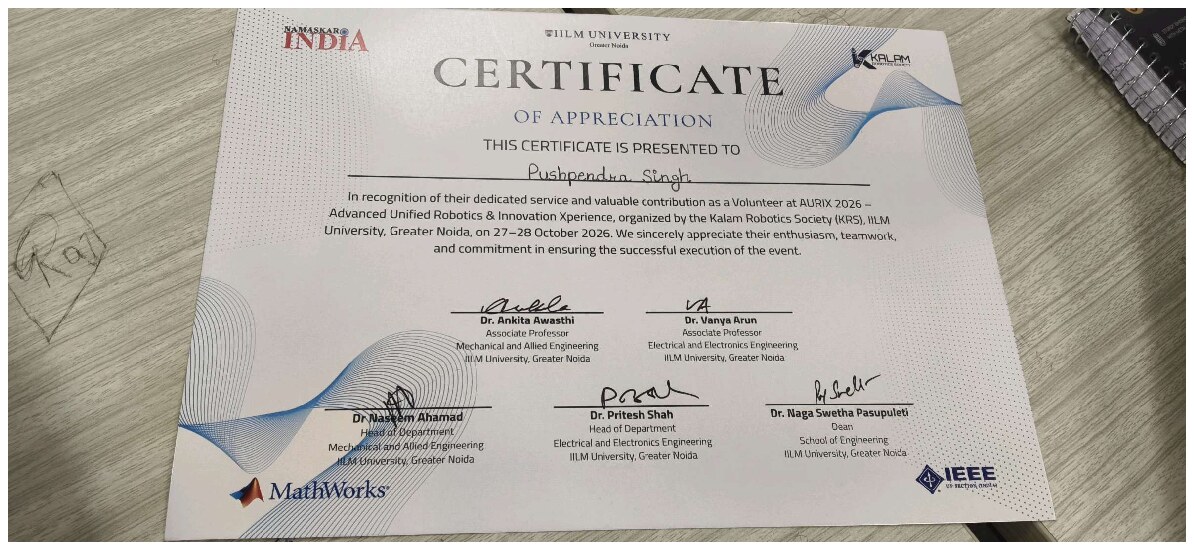 NAMASKAR
INDIA
IILM UNIVERSITY
Greater Noida
KALAM
CERTIFICATE
OF APPRECIATION
THIS CERTIFICATE IS PRESENTED TO
Pushpendra Singh
In recognition of their dedicated service and valuable contribution as a Volunteer at AURIX 2026 –
Advanced Unified Robotics & Innovation Xperience, organized by the Kalam Robotics Society (KRS), IILM
University, Greater Noida, on 27–28 October 2026. We sincerely appreciate their enthusiasm, teamwork,
and commitment in ensuring the successful execution of the event.
Dr. Ankita Awasthi
Associate Professor
Mechanical and Allied Engineering
IILM University, Greater Noida
VA
Dr. Vanya Arun
Associate Professor
Electrical and Electronics Engineering
IILM University, Greater Noida
Dr Naseem Ahamad
Head of Department
Mechanical and Allied Engineering
IILM University, Greater Noida
Dr. Pritesh Shah
Head of Department
Electrical and Electronics Engineering
IILM University, Greater Noida
Dr. Naga Swetha Pasupuleti
Dean
School of Engineering
IILM University, Greater Noida
MathWorks®
IEEE